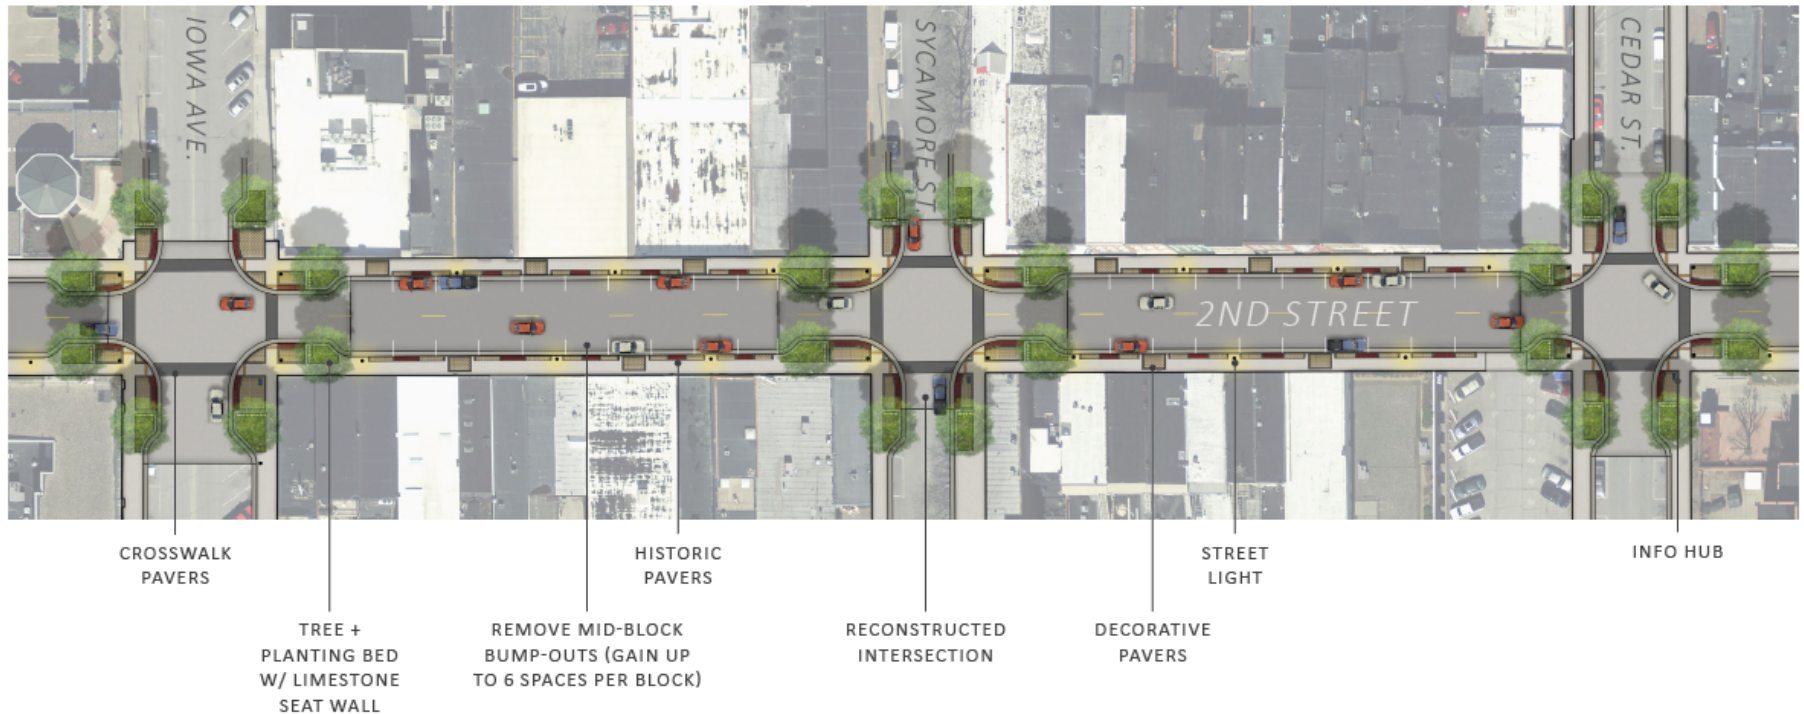 IOWA AVE.
SYCAMORE ST
CEDAR ST.
2ND STREET
CROSSWALK
PAVERS
TREE +
PLANTING BED
W/ LIMESTONE
SEAT WALL
REMOVE MID-BLOCK
BUMP-OUTS (GAIN UP
TO 6 SPACES PER BLOCK)
HISTORIC
PAVERS
RECONSTRUCTED
INTERSECTION
DECORATIVE
PAVERS
STREET
LIGHT
INFO HUB